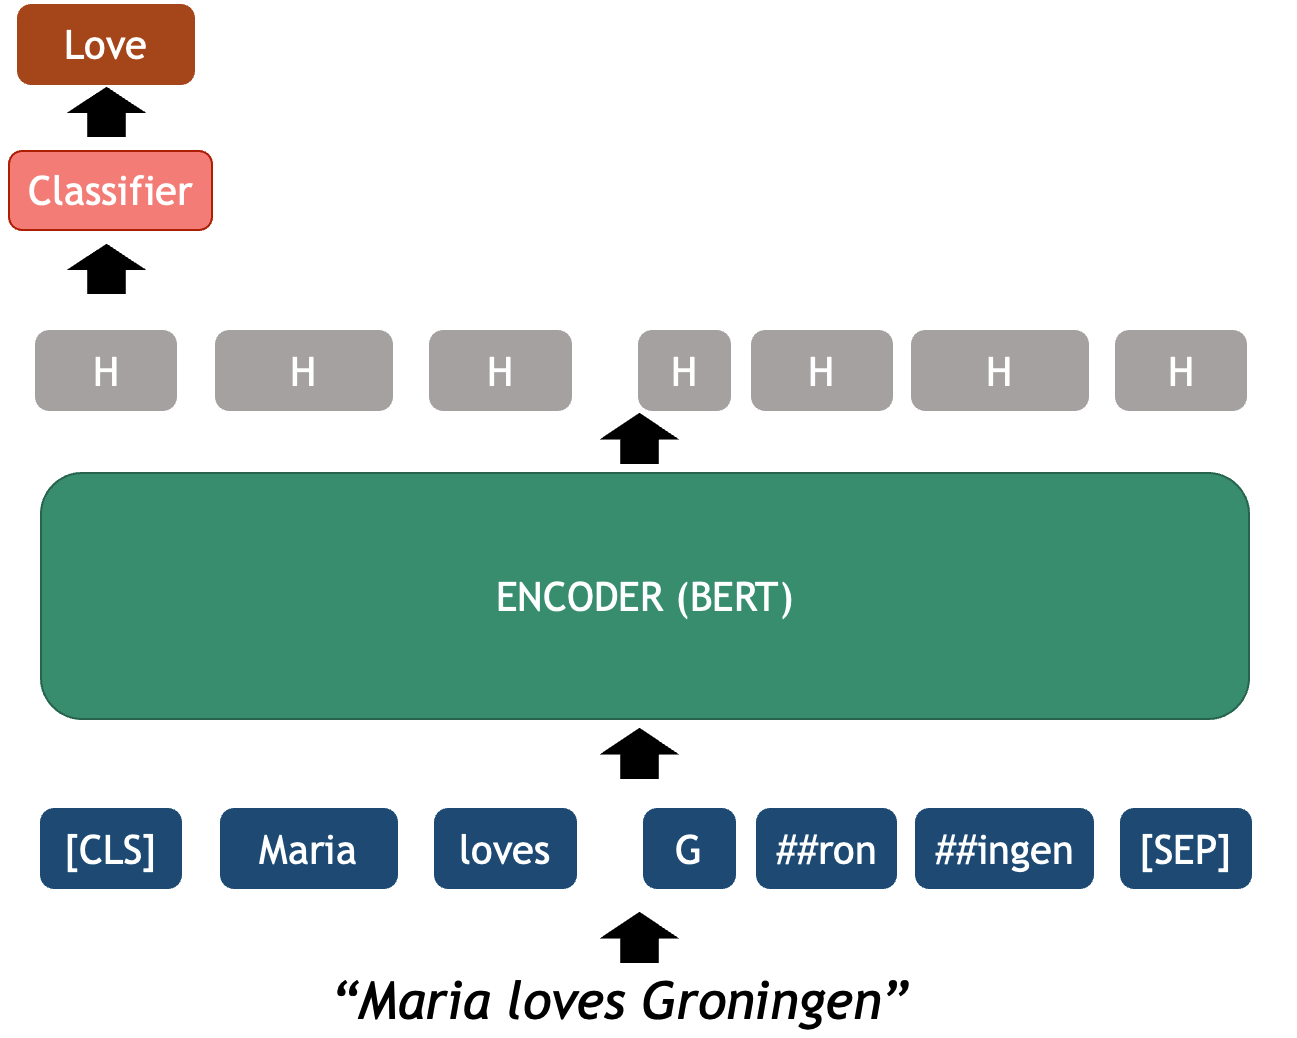 Love
Classifier
H H H H H H H
ENCODER (BERT)
[CLS] Maria loves G ##ron ##ingen [SEP]
“Maria loves Groningen”